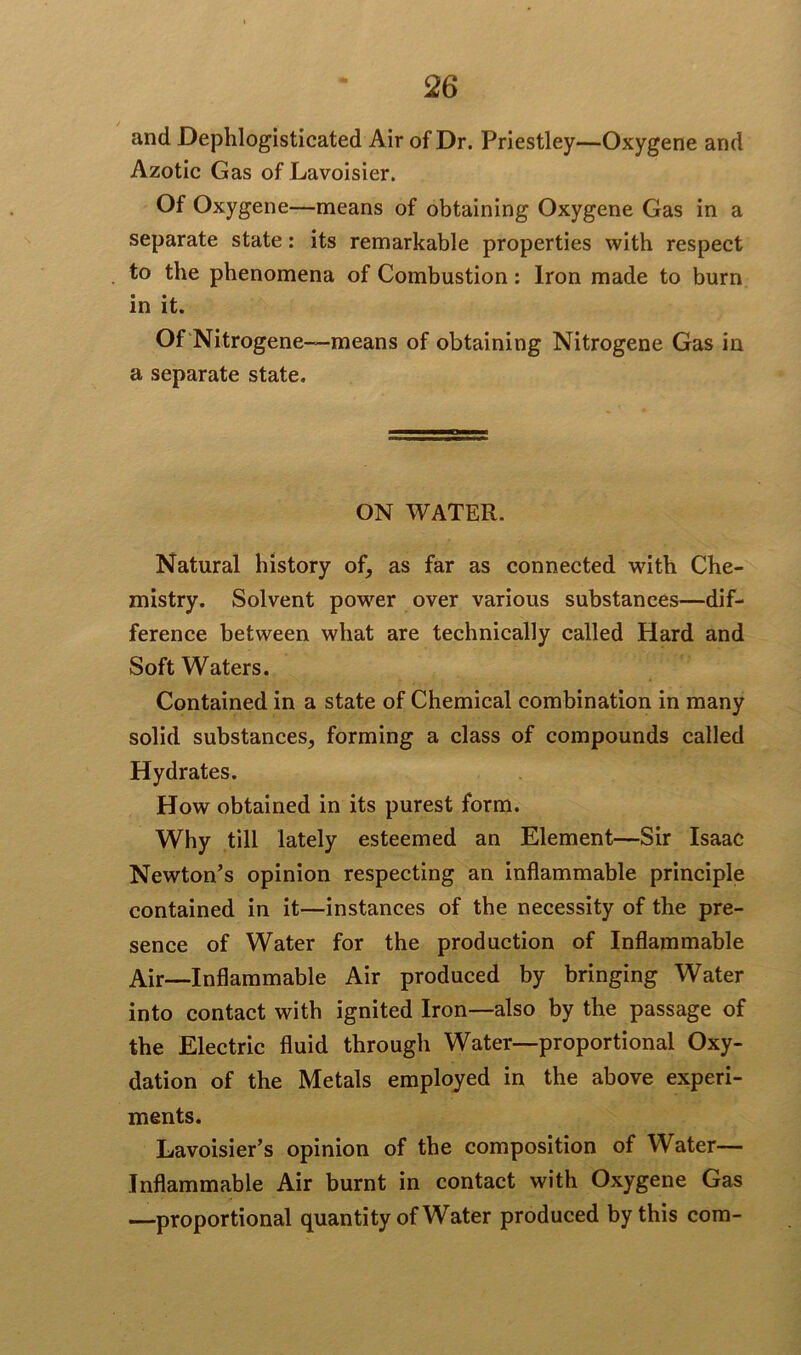 26
and Dephlogisticated Air of Dr. Priestley—Oxygene and
Azotic Gas of Lavoisier.
Of Oxygene—means of obtaining Oxygene Gas in a
separate state: its remarkable properties with respect
to the phenomena of Combustion: Iron made to burn
in it.
Of Nitrogene—means of obtaining Nitrogene Gas in
a separate state.
ON WATER.
Natural history of, as far as connected with Che-
mistry. Solvent power over various substances—dif-
ference between what are technically called Hard and
Soft Waters.
Contained in a state of Chemical combination in many
solid substances, forming a class of compounds called
Hydrates.
How obtained in its purest form.
Why till lately esteemed an Element—Sir Isaac
Newton's opinion respecting an inflammable principle
contained in it—instances of the necessity of the pre-
sence of Water for the production of Inflammable
Air—Inflammable Air produced by bringing Water
into contact with ignited Iron—also by the passage of
the Electric fluid through Water—proportional Oxy-
dation of the Metals employed in the above experi-
ments.
Lavoisier's opinion of the composition of Water—
Inflammable Air burnt in contact with Oxygene Gas
—proportional quantity of Water produced by this com-